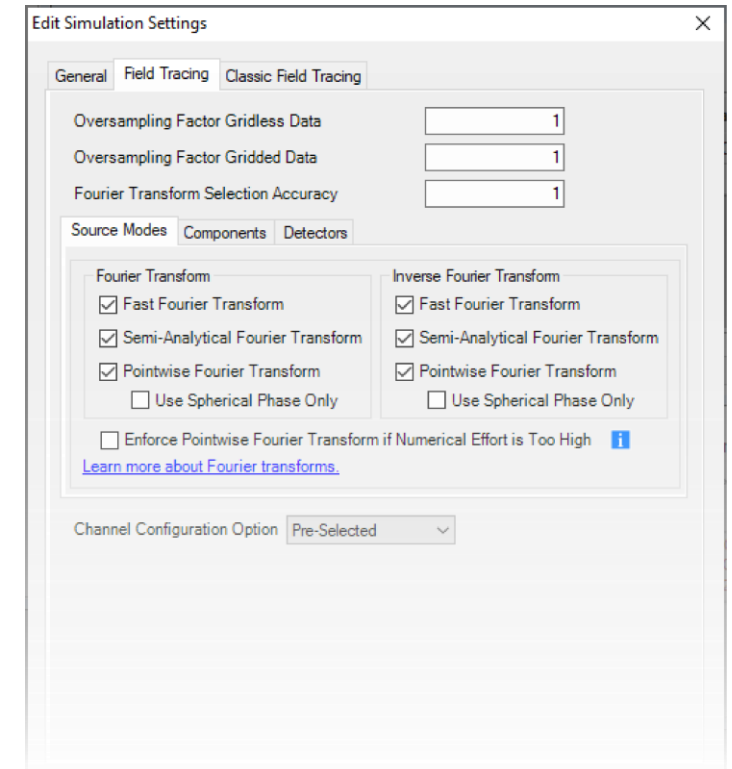 Edit Simulation Settings
General Field Tracing Classic Field Tracing
Oversampling Factor Gridless Data 1
Oversampling Factor Gridded Data 1
Fourier Transform Selection Accuracy 1
Source Modes Components Detectors
Fourier Transform Inverse Fourier Transform
Fast Fourier Transform Fast Fourier Transform
Semi-Analytical Fourier Transform Semi-Analytical Fourier Transform
Pointwise Fourier Transform Pointwise Fourier Transform
Use Spherical Phase Only Use Spherical Phase Only
Enforce Pointwise Fourier Transform if Numerical Effort is Too High i
Learn more about Fourier transforms.
Channel Configuration Option Pre-Selected